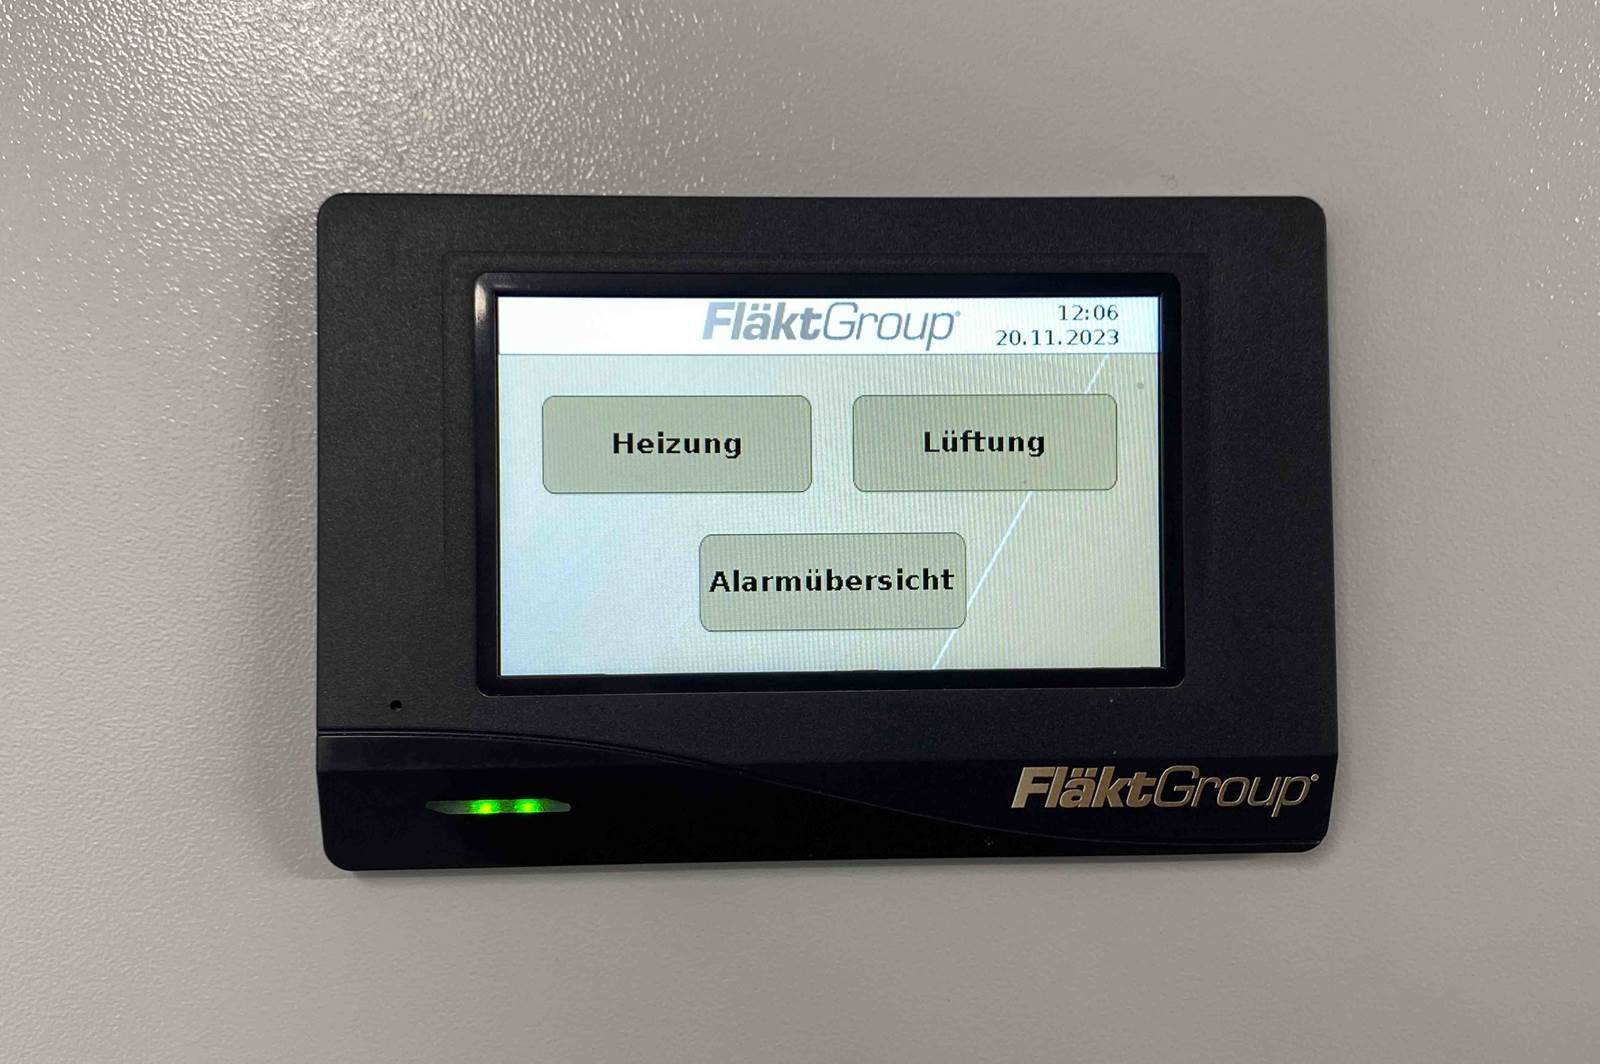 FläktGroup
12:06
20.11.2023
Heizung
Lüftung
Alarmübersicht
FläktGroup